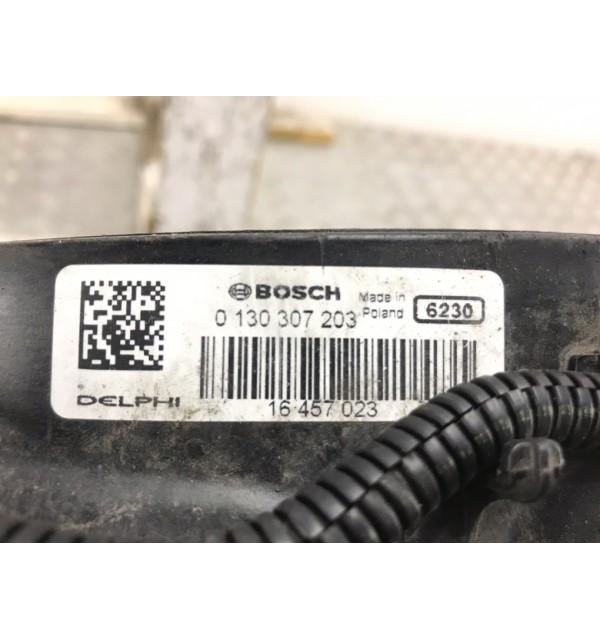 BOSCH
0 130 307 203
Made in
Poland
6230
DELPHI
16 457 023